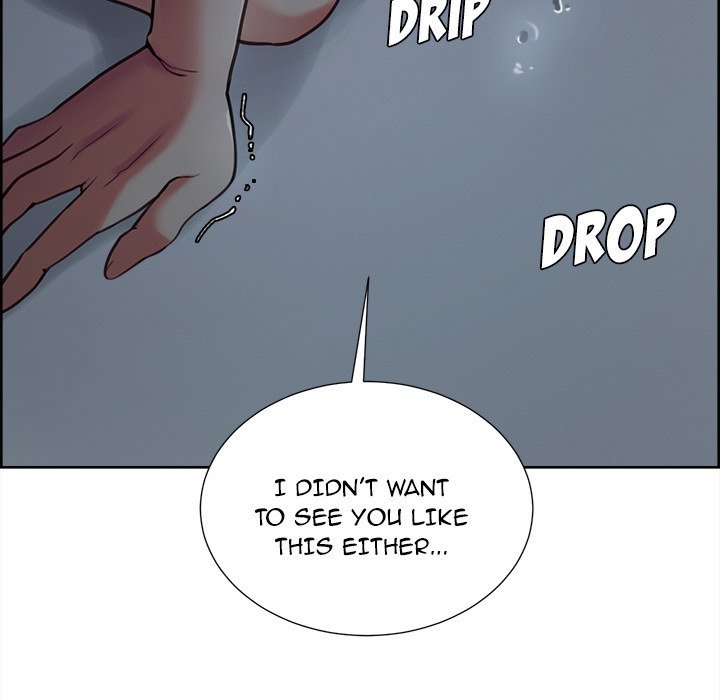 DRIP
DROP
I DIDN'T WANT
TO SEE YOU LIKE
THIS EITHER...